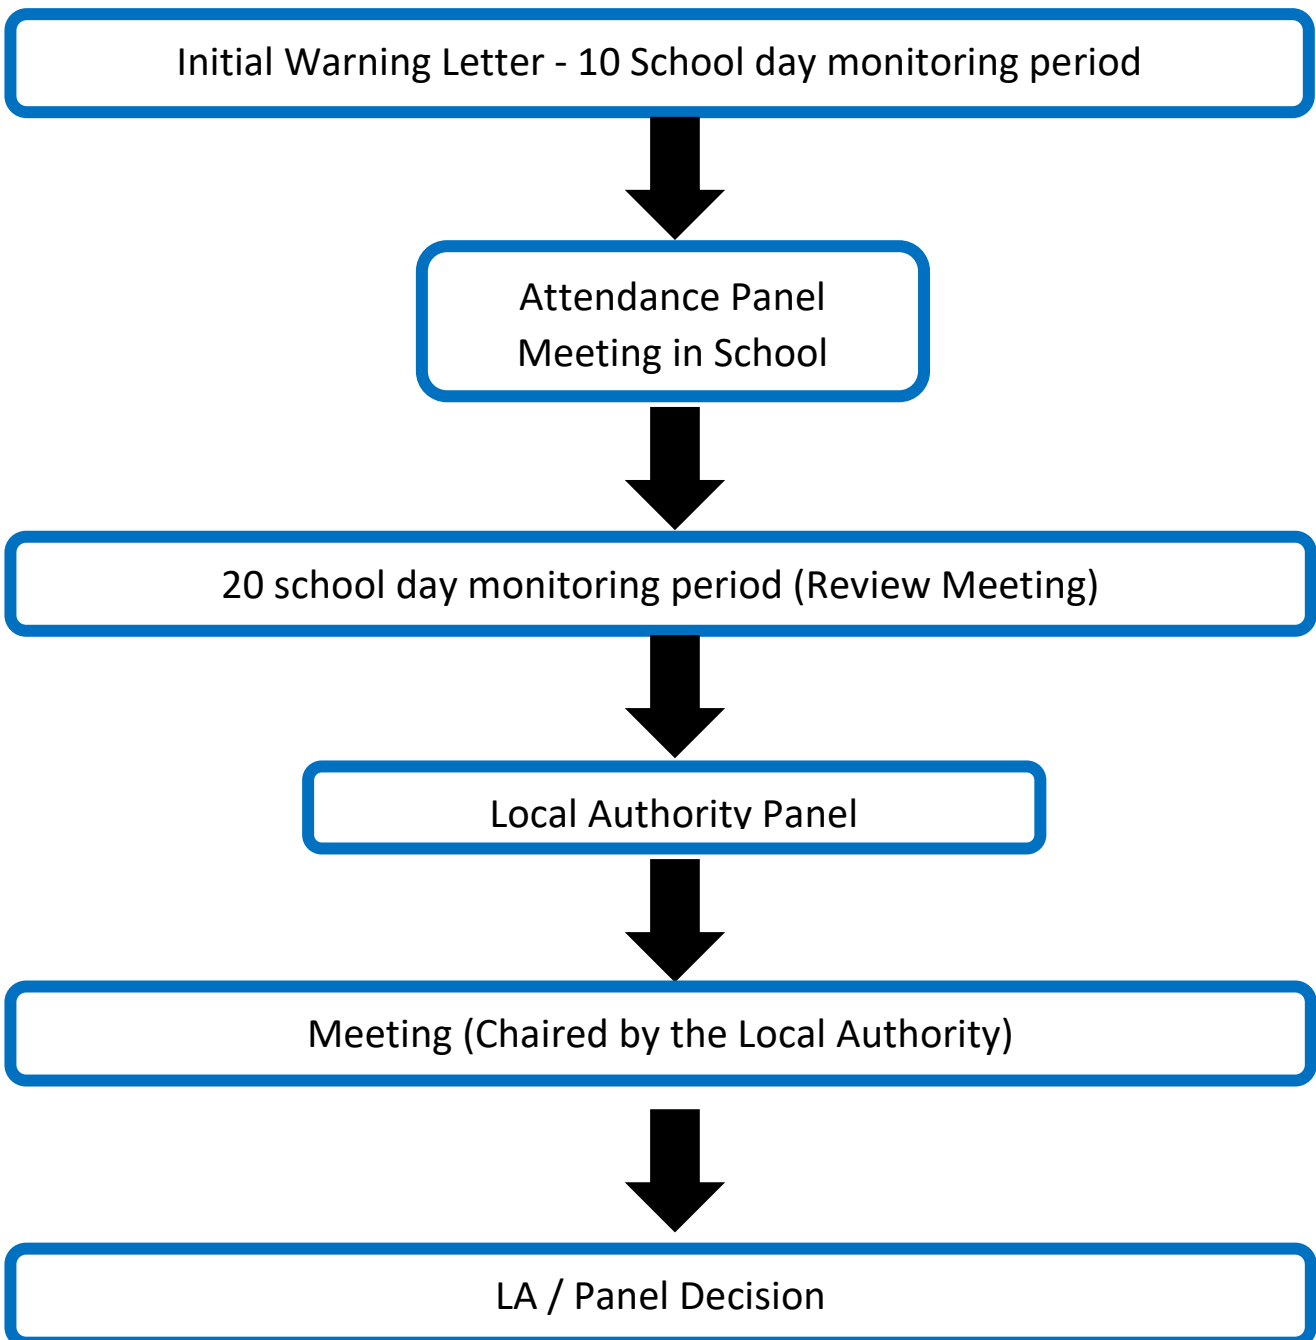 Initial Warning Letter - 10 School day monitoring period
Attendance Panel
Meeting in School
20 school day monitoring period (Review Meeting)
Local Authority Panel
Meeting (Chaired by the Local Authority)
LA / Panel Decision